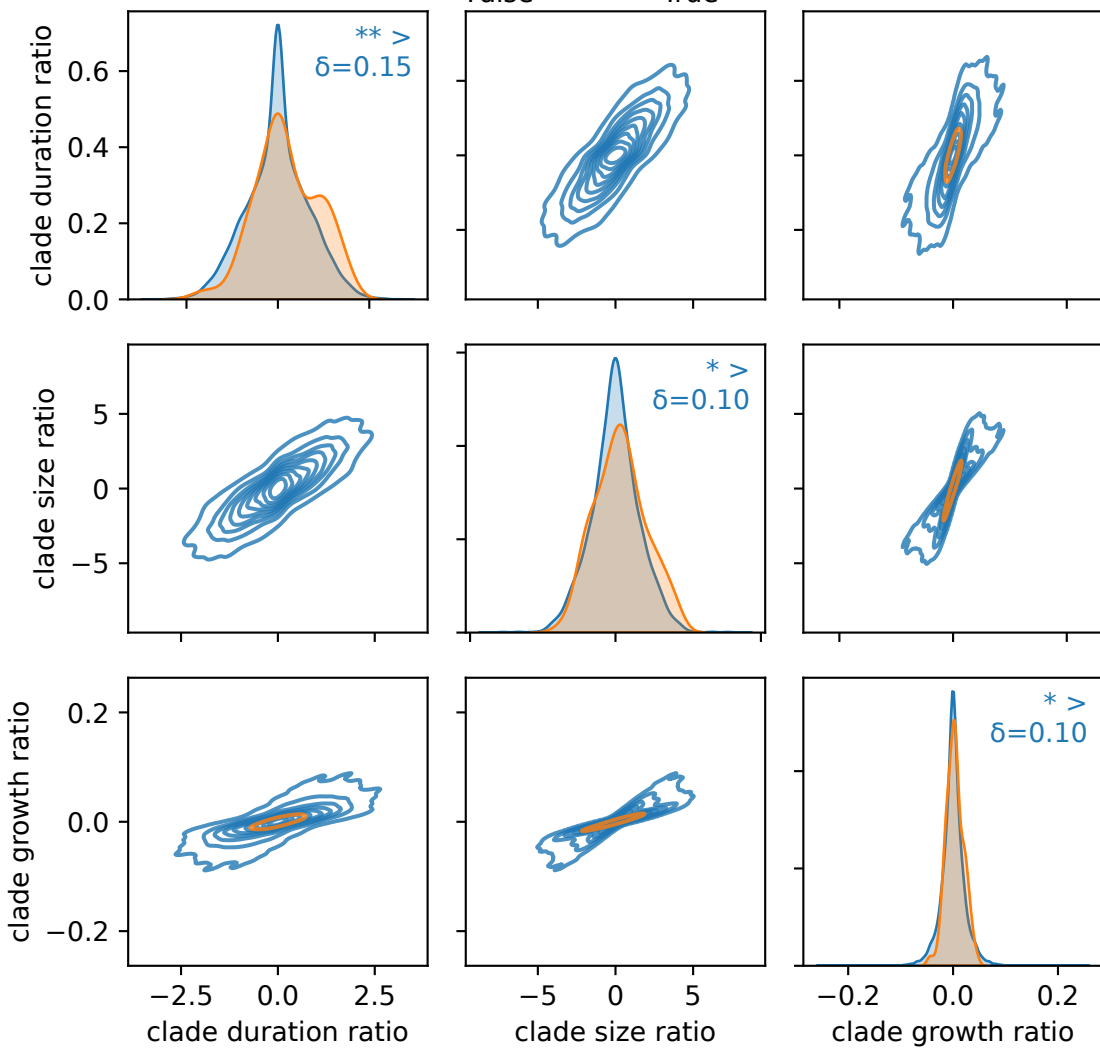 ** >
δ=0.15
clade duration ratio
0.6
0.4
0.2
0.0
* >
δ=0.10
clade size ratio
5
0
−5
* >
δ=0.10
clade growth ratio
0.2
0.0
−0.2
−2.5 0.0 2.5 −5 0 5 −0.2 0.0 0.2
clade duration ratio clade size ratio clade growth ratio